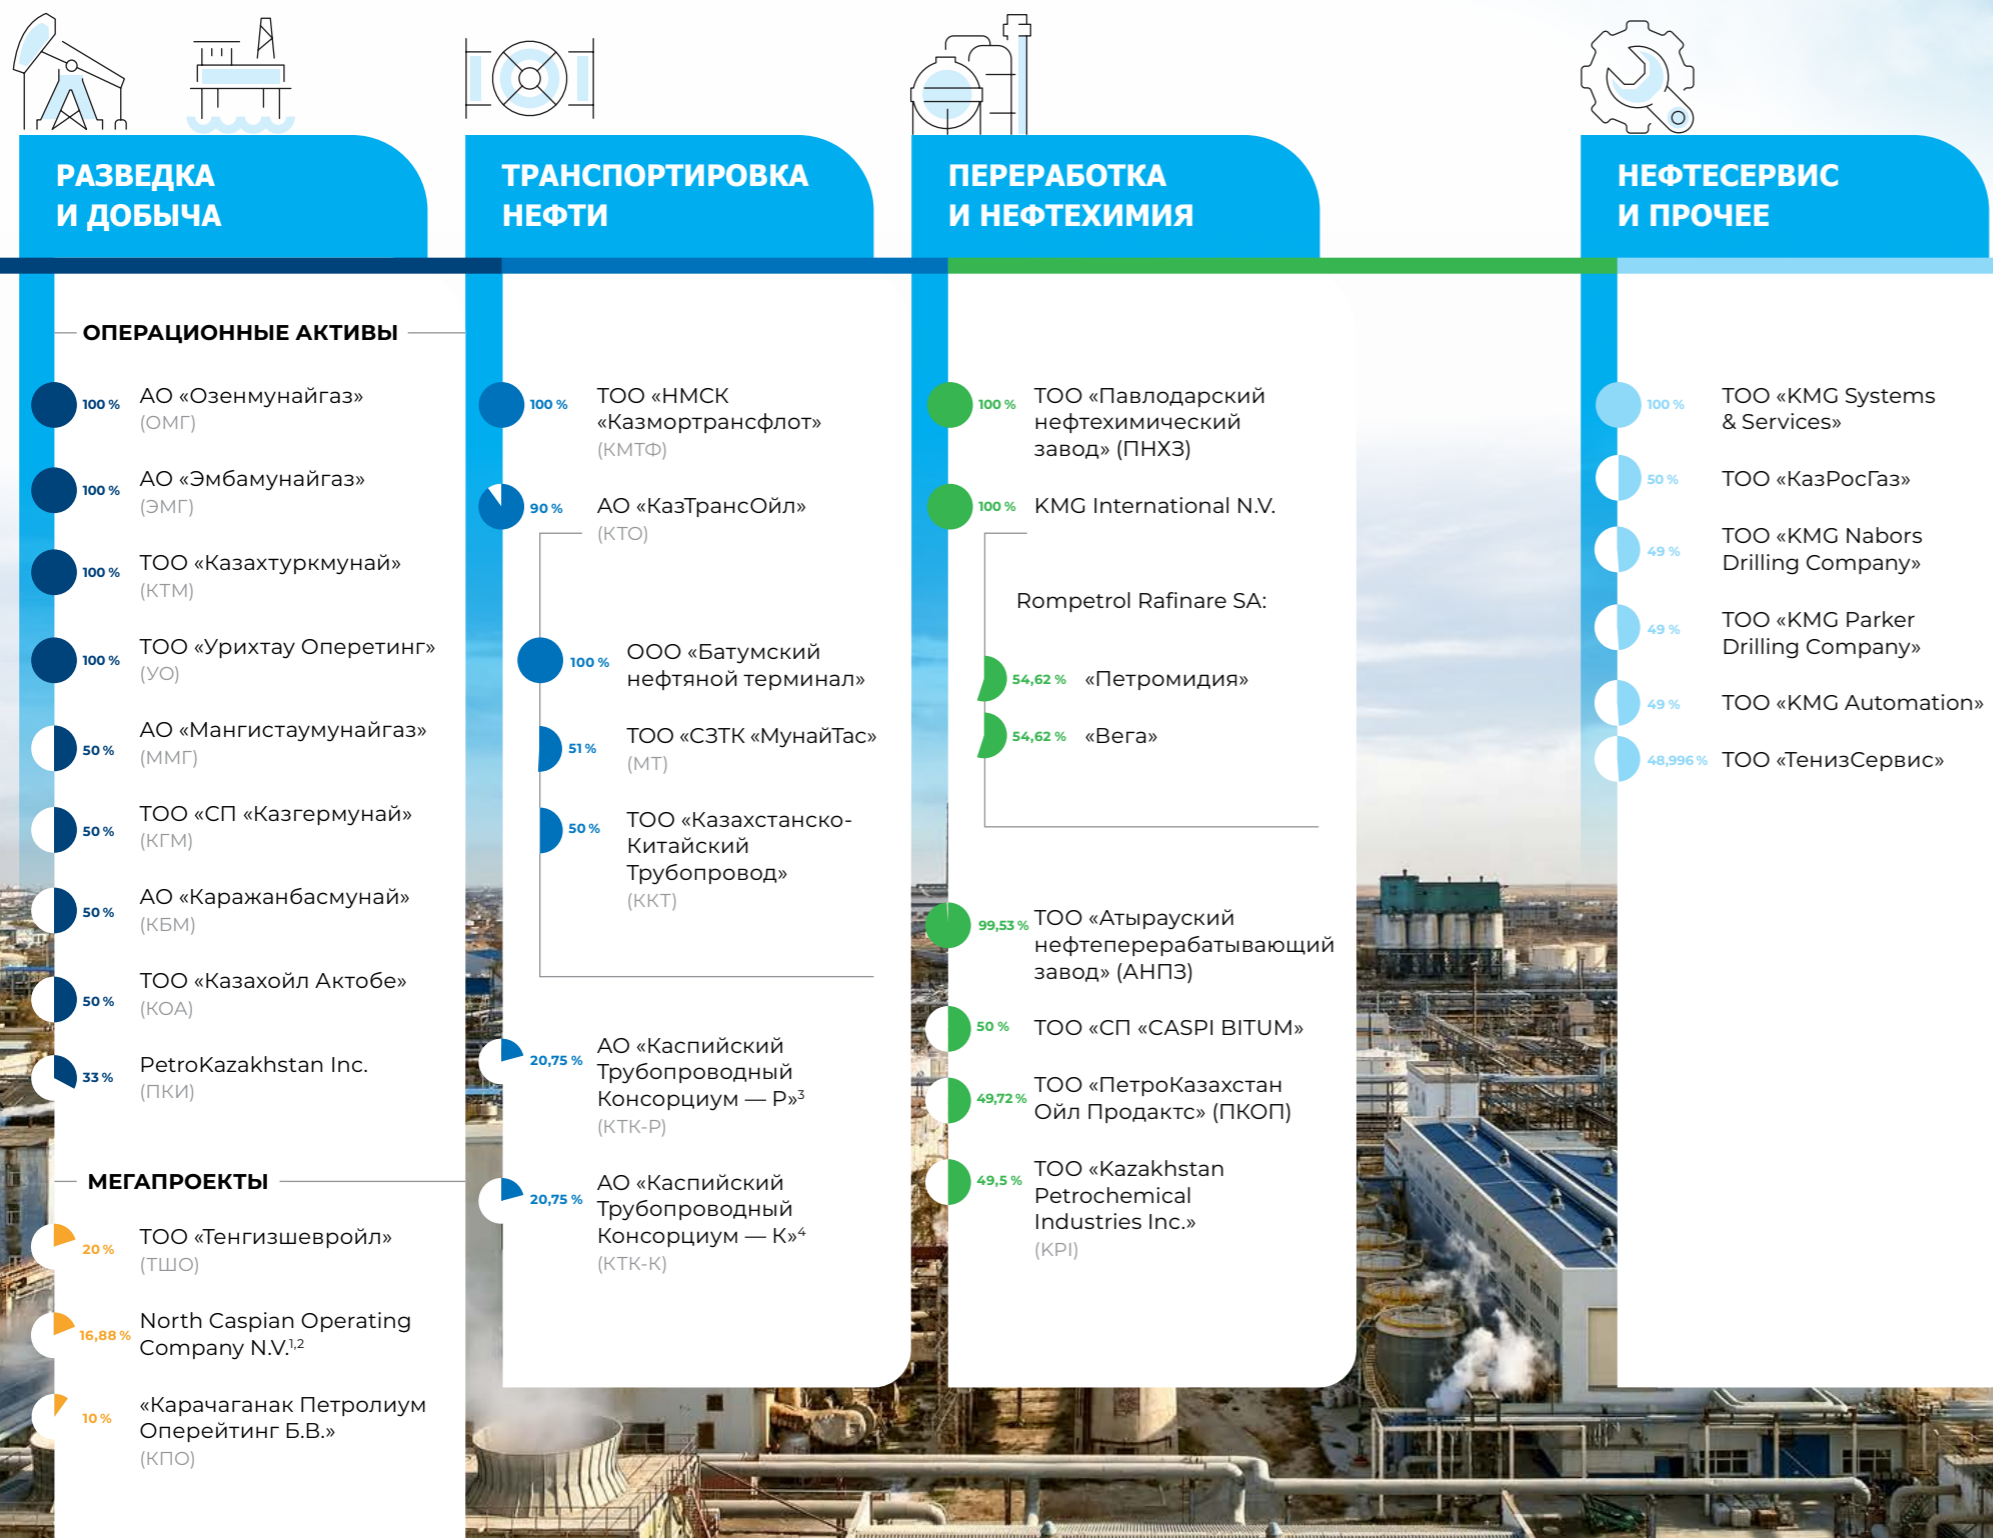 РАЗВЕДКА
И ДОБЫЧА
ОПЕРАЦИОННЫЕ АКТИВЫ
100 %
АО «Озенмунайгаз»
(ОМГ)
100 %
АО «Эмбамунайгаз»
(ЭМГ)
100 %
ТОО «Казахтуркмунай»
(КТМ)
100 %
ТОО «Урихтау Оперетинг»
(УО)
50 %
АО «Мангистаумунайгаз»
(ММГ)
50 %
ТОО «СП «Казгермунай»
(КГМ)
50 %
АО «Каражанбасмунай»
(КБМ)
50 %
ТОО «Казахойл Актобе»
(КОА)
33 %
PetroKazakhstan Inc.
(ПКИ)
МЕГАПРОЕКТЫ
20 %
ТОО «Тенгизшевройл»
(ТШО)
16,88 %
North Caspian Operating
Company N.V.1,2
10 %
«Карачаганак Петролиум
Оперейтинг Б.В.»
(КПО)
ТРАНСПОРТИРОВКА
НЕФТИ
100 %
ТОО «НМСК
«Казмортрансфлот»
(КМТФ)
90 %
АО «КазТрансОйл»
(КТО)
100 %
ООО «Батумский
нефтяной терминал»
51 %
ТОО «СЗТК «МунайТас»
(МТ)
50 %
ТОО «Казахстанско-
Китайский
Трубопровод»
(ККТ)
20,75 %
АО «Каспийский
Трубопроводный
Консорциум — Р»3
(КТК-Р)
20,75 %
АО «Каспийский
Трубопроводный
Консорциум — К»4
(КТК-К)
ПЕРЕРАБОТКА
И НЕФТЕХИМИЯ
100 %
ТОО «Павлодарский
нефтехимический
завод» (ПНХЗ)
100 %
KMG International N.V.
Rompetrol Rafinare SA:
54,62 %
«Петромидия»
54,62 %
«Вега»
99,53 %
ТОО «Атырауский
нефтеперерабатывающий
завод» (АНПЗ)
50 %
ТОО «СП «CASPI BITUM»
49,72 %
ТОО «ПетроКазахстан
Ойл Продактс» (ПКОП)
49,5 %
ТОО «Kazakhstan
Petrochemical
Industries Inc.»
(KPI)
НЕФТЕСЕРВИС
И ПРОЧЕЕ
100 %
ТОО «KMG Systems
& Services»
50 %
ТОО «КазРосГаз»
49 %
ТОО «KMG Nabors
Drilling Company»
49 %
ТОО «KMG Parker
Drilling Company»
49 %
ТОО «KMG Automation»
48,996 %
ТОО «ТенизСервис»